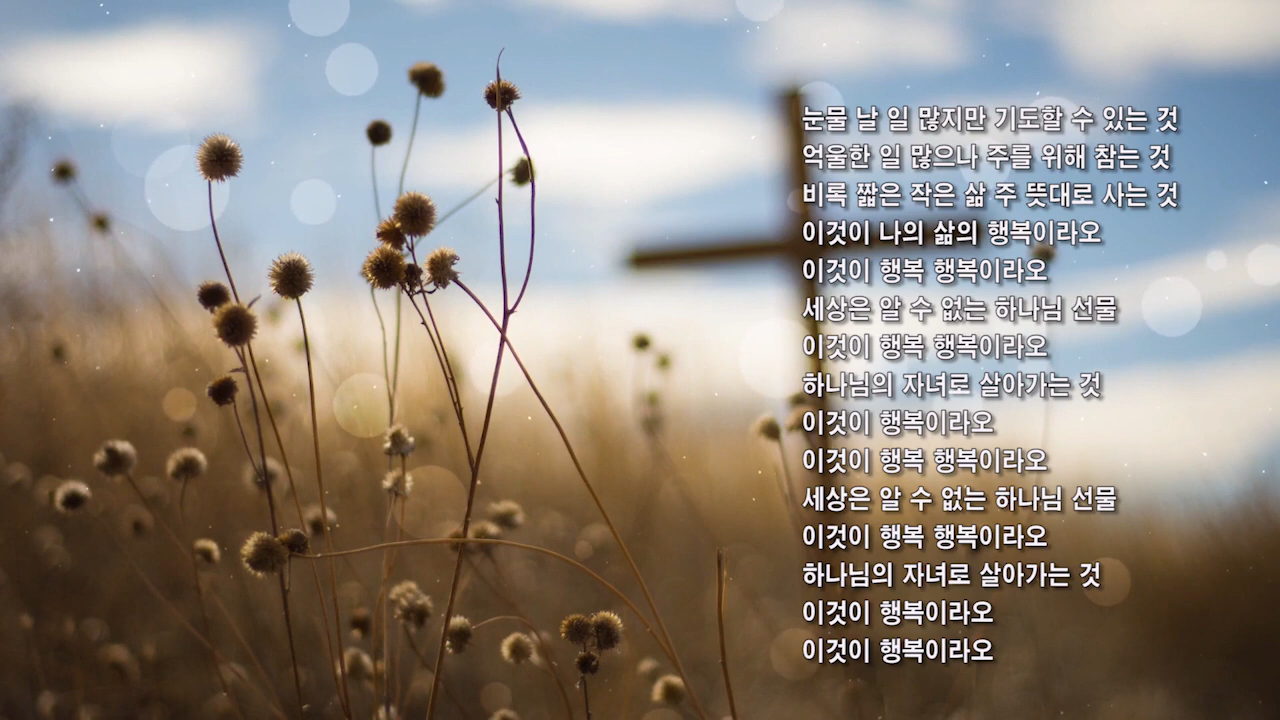 눈물 날 일 많지만 기도할 수 있는 것
억울한 일 많으나 주를 위해 참는 것
비록 짧은 작은 삶 주 뜻대로 사는 것
이것이 나의 삶의 행복이라오
이것이 행복 행복이라오
세상은 알 수 없는 하나님 선물
이것이 행복 행복이라오
하나님의 자녀로 살아가는 것
이것이 행복이라오
이것이 행복 행복이라오
세상은 알 수 없는 하나님 선물
이것이 행복 행복이라오
하나님의 자녀로 살아가는 것
이것이 행복이라오
이것이 행복이라오